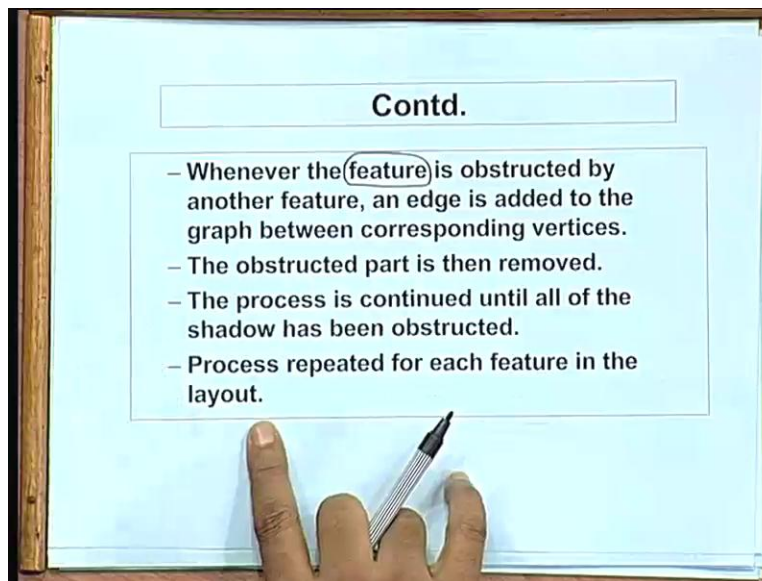 Contd.
– Whenever the feature is obstructed by
another feature, an edge is added to the
graph between corresponding vertices.
– The obstructed part is then removed.
– The process is continued until all of the
shadow has been obstructed.
– Process repeated for each feature in the
layout.